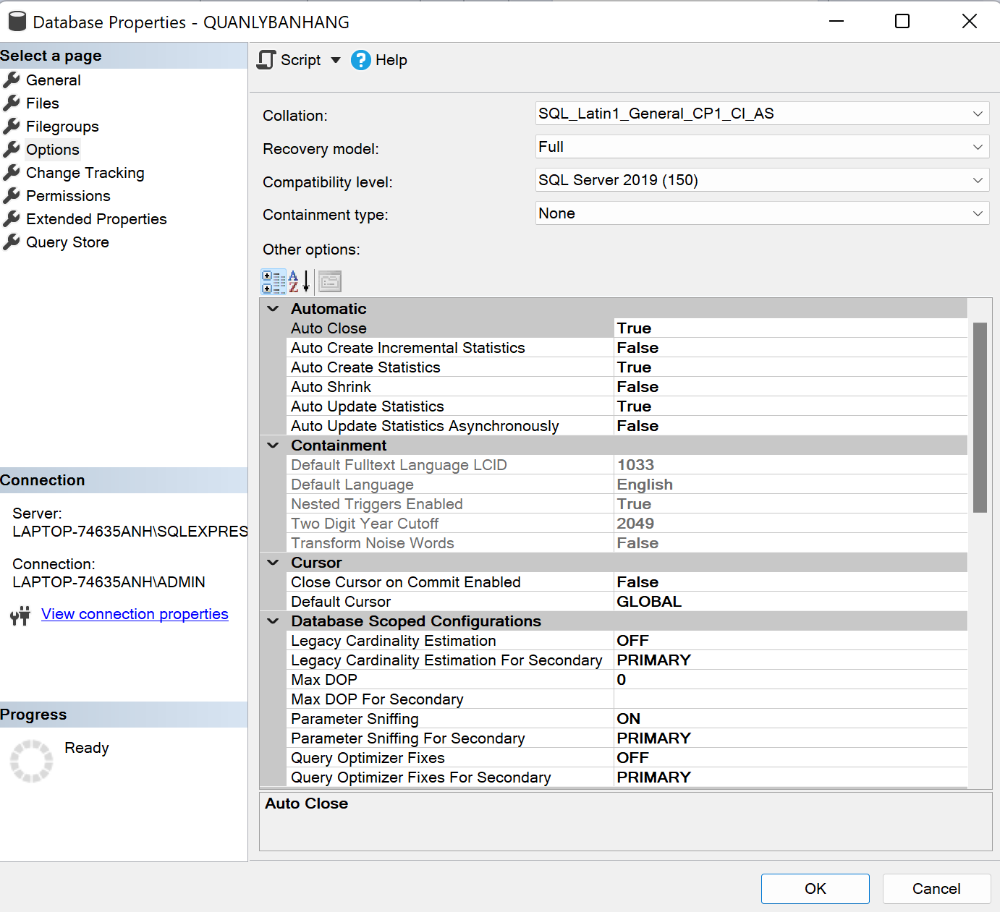 Database Properties - QUANLYBANHANG
Select a page
General
Files
Filegroups
Options
Change Tracking
Permissions
Extended Properties
Query Store
Connection
Server:
LAPTOP-74635ANH\SQLEXPRES
Connection:
LAPTOP-74635ANH\ADMIN
View connection properties
Progress
Ready
Script
? Help
Collation: SQL_Latin1_General_CP1_CI_AS
Recovery model: Full
Compatibility level: SQL Server 2019 (150)
Containment type: None
Other options:
A
Z
Automatic
Auto Close True
Auto Create Incremental Statistics False
Auto Create Statistics True
Auto Shrink False
Auto Update Statistics True
Auto Update Statistics Asynchronously False
Containment
Default Fulltext Language LCID 1033
Default Language English
Nested Triggers Enabled True
Two Digit Year Cutoff 2049
Transform Noise Words False
Cursor
Close Cursor on Commit Enabled False
Default Cursor GLOBAL
Database Scoped Configurations
Legacy Cardinality Estimation OFF
Legacy Cardinality Estimation For Secondary PRIMARY
Max DOP 0
Max DOP For Secondary
Parameter Sniffing ON
Parameter Sniffing For Secondary PRIMARY
Query Optimizer Fixes OFF
Query Optimizer Fixes For Secondary PRIMARY
Auto Close
OK
Cancel